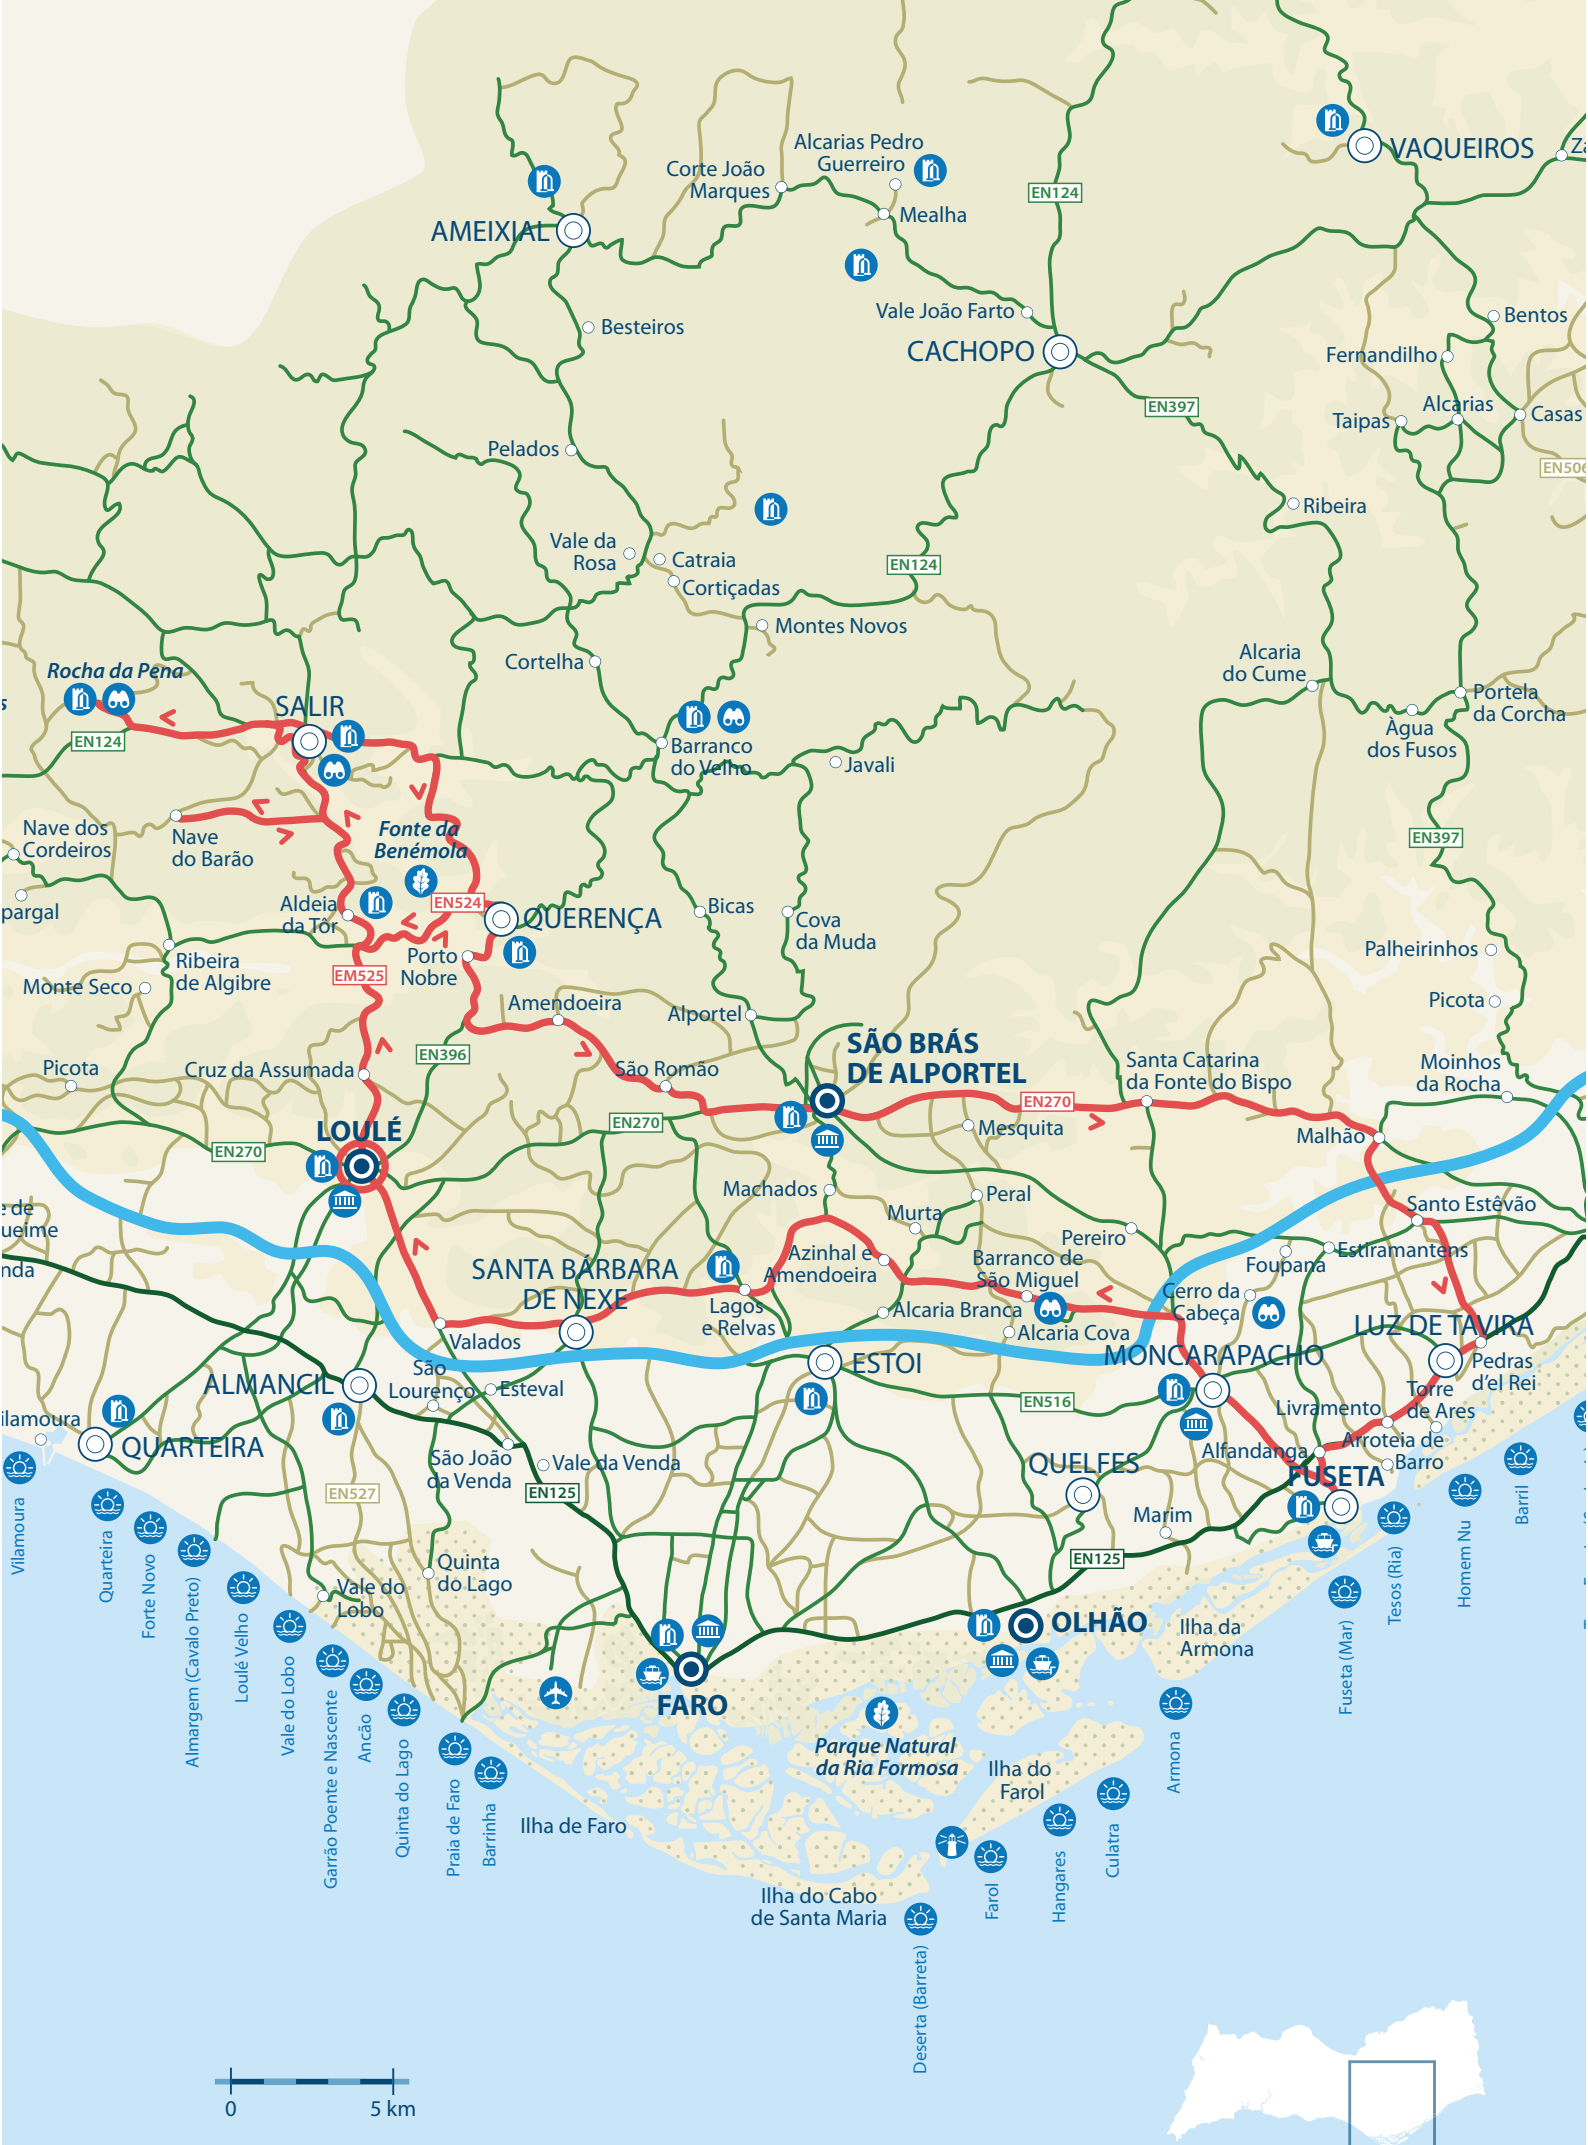 VAQUEIROS
Alcarias Pedro
Guerreiro
Corte João
Marques
EN124
Mealha
AMEIXIAL
Vale João Farto
Bentos
Besteiros
CACHOPO
Fernandilho
EN397
Alcarias
Casas
Taipas
Pelados
Ribeira
Vale da
Rosa
Catraia
Cortiçadas
EN124
Montes Novos
Cortelha
Alcaria
do Cume
Rocha da Pena
SALIR
Portela
da Corcha
Àgua
dos Fusos
EN124
Barranco
do Velho
Javali
Nave dos
Cordeiros
Nave
do Barão
Fonte da
Benémola
EN397
pargal
Aldeia
da Tôr
EN524
QUERENÇA
Bicas
Cova
da Muda
Ribeira
de Algibre
Monte Seco
EM525
Porto
Nobre
Palheirinhos
Picota
Amendoeira
Alportel
SÃO BRÁS
DE ALPORTEL
Picota
Cruz da Assumada
EN396
São Romão
Santa Catarina
da Fonte do Bispo
Moinhos
da Rocha
EN270
LOULÉ
EN270
EN270
Mesquita
Malhão
Machados
Peral
e de
ueime
Murta
Santo Estêvão
Pereiro
Estiramantens
Foupana
nda
SANTA BÁRBARA
DE NEXE
Azinhal e
Amendoeira
Barranco de
São Miguel
Cerro da
Cabeça
Lagos
e Relvas
Alcaria Branca
Alcaria Cova
Valados
LUZ DE TAVIRA
MONCARAPACHO
ESTOI
São
Lourenço
ALMANCIL
Esteval
Pedras
d'el Rei
Torre
de Ares
EN516
Livramento
ilamoura
QUARTEIRA
Alfandanga
Arroteia de
Barro
São João
da Venda
Vale da Venda
QUELFES
FUSETA
EN527
EN125
Marim
EN125
Quinta
do Lago
Vale do
Lobo
OLHÃO
Ilha da
Armona
FARO
Parque Natural
da Ria Formosa
Ilha do
Farol
Ilha de Faro
Ilha do Cabo
de Santa Maria
Vilamoura
Quarteira
Forte Novo
Almargem (Cavalo Preto)
Loulé Velho
Vale do Lobo
Garrão Poente e Nascente
Ancão
Quinta do Lago
Praia de Faro
Barrinha
Deserta (Barreta)
Farol
Hangares
Culatra
Armona
Fuseta (Mar)
Tesos (Ria)
Homem Nu
Barril
0
5 km